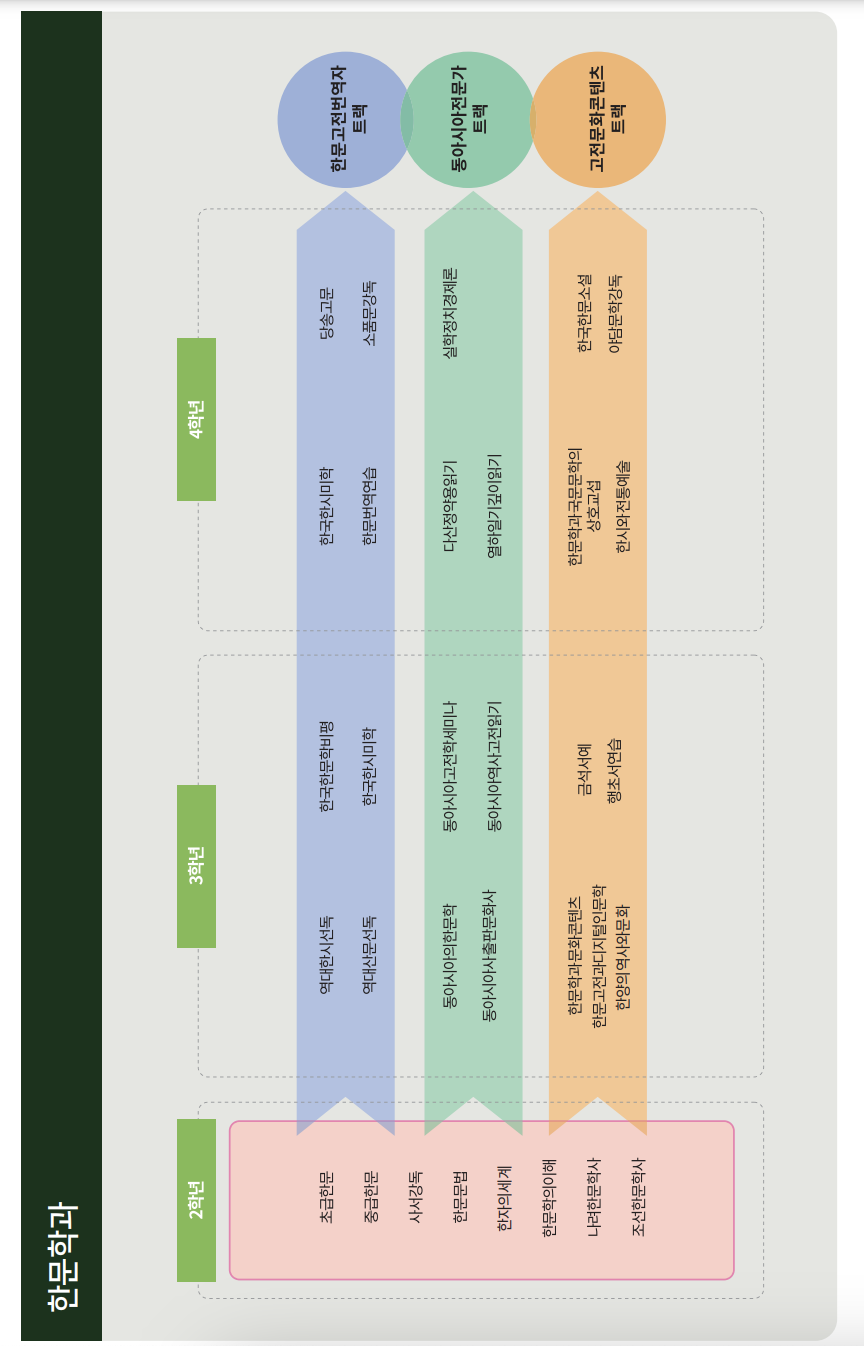 한문학과
2학년
3학년
4학년
초급한문
중급한문
사서강독
한문문법
한자의세계
한문학의이해
나려한문학사
조선한문학사
역대한시선독
역대산문선독
한국한문학비평
한국한시미학
한국한시미학
한문번역연습
당송고문
소품문강독
한문고전번역자
트랙
동아시아의한문학
동아시아사출판문화사
동아시아고전학세미나
동아시아역사고전읽기
다산정약용읽기
열하일기깊이읽기
실학정치경제론
동아시아전문가
트랙
한문학과문화콘텐츠
한문고전과디지털인문학
한양의역사와문화
금석서예
행초서연습
한문학과국문문학의
상호교섭
한시와전통예술
한국한문소설
야담문학강독
고전문화콘텐츠
트랙